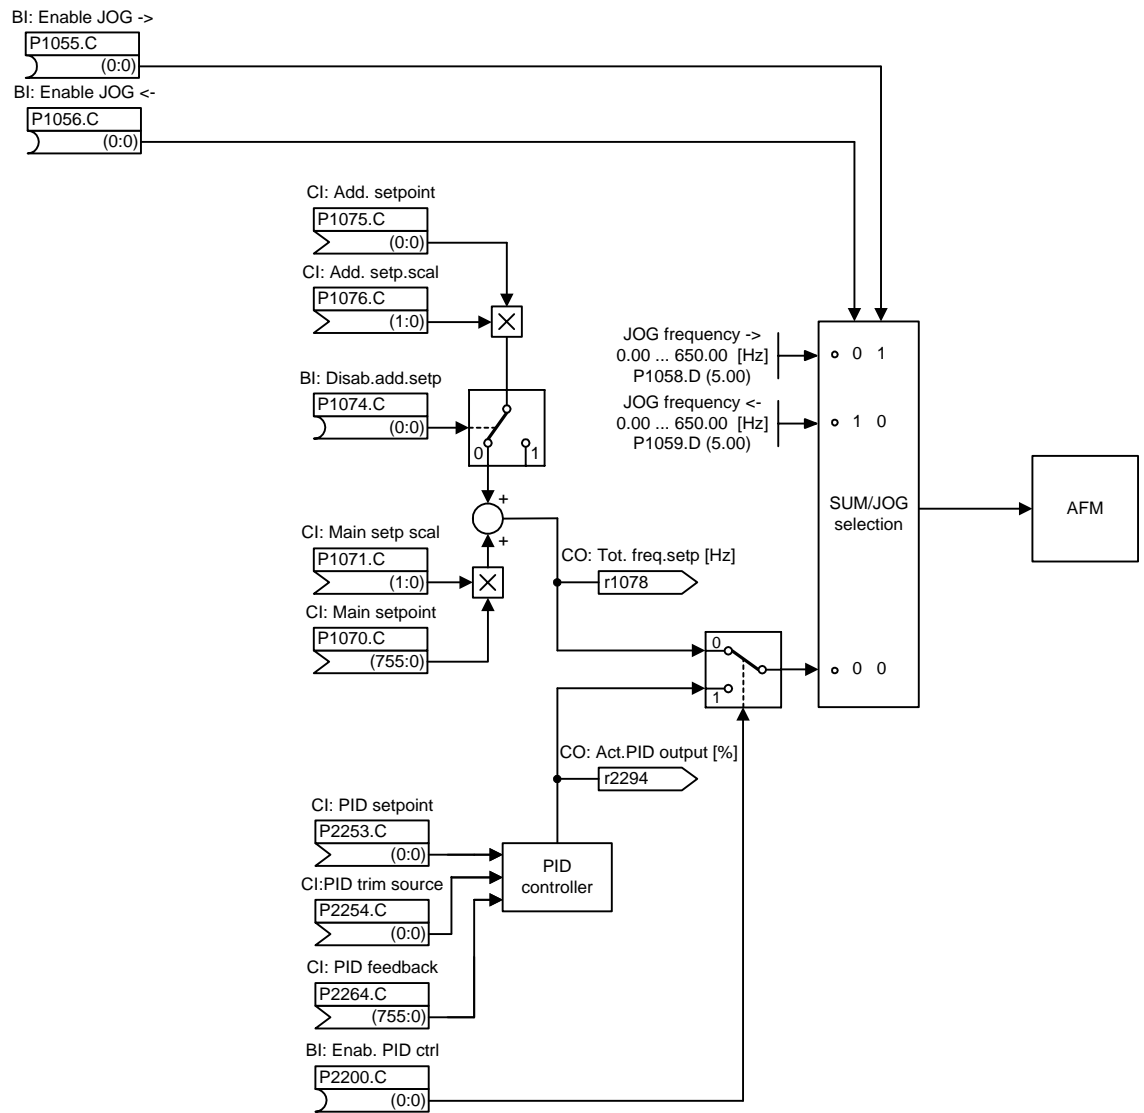 BI: Enable JOG ->
P1055.C
(0:0)
BI: Enable JOG <-
P1056.C
(0:0)
CI: Add. setpoint
P1075.C
(0:0)
CI: Add. setp.scal
P1076.C
(1:0)
BI: Disab.add.setp
P1074.C
(0:0)
0
1
+
+
CI: Main setp scal
P1071.C
(1:0)
CI: Main setpoint
P1070.C
(755:0)
CO: Tot. freq.setp [Hz]
r1078
JOG frequency ->
0.00 ... 650.00 [Hz]
P1058.D (5.00)
JOG frequency <-
0.00 ... 650.00 [Hz]
P1059.D (5.00)
0 1
1 0
SUM/JOG
selection
0 0
AFM
0
1
CO: Act.PID output [%]
r2294
CI: PID setpoint
P2253.C
(0:0)
CI:PID trim source
P2254.C
(0:0)
CI: PID feedback
P2264.C
(755:0)
PID
controller
BI: Enab. PID ctrl
P2200.C
(0:0)